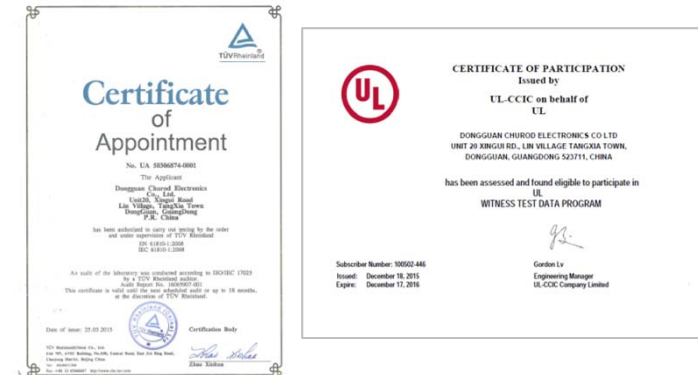 TÜVRheinland®
Certificate
of
Appointment
No. UA 50306874-0001
The Applicant
Dongguan Churod Electronics
Co., Ltd.
Unit20, Xingui Road
Lin Village, TangXia Town
DongGuan, GuangDong
P.R. China
has been authorized to carry out testing by the order
and under supervision of TÜV Rheinland
EN 61810-1:2008
IEC 61810-1:2008
An audit of the laboratory was conducted according to ISO/IEC 17025
by a TÜV Rheinland auditor.
Audit Report No. 16065907-001
This certificate is valid until the next scheduled audit or up to 18 months,
at the discretion of TÜV Rheinland.
Date of issue: 25.03.2015
Certification Body
Zhao Xinhua
UL
CERTIFICATE OF PARTICIPATION
Issued by
UL-CCIC on behalf of
UL
DONGGUAN CHUROD ELECTRONICS CO LTD
UNIT 20 XINGUI RD., LIN VILLAGE TANGXIA TOWN,
DONGGUAN, GUANGDONG 523711, CHINA
has been assessed and found eligible to participate in
UL
WITNESS TEST DATA PROGRAM
Subscriber Number: 100502-446
Issued: December 18, 2015
Expire: December 17, 2016
Gordon Lv
Engineering Manager
UL-CCIC Company Limited